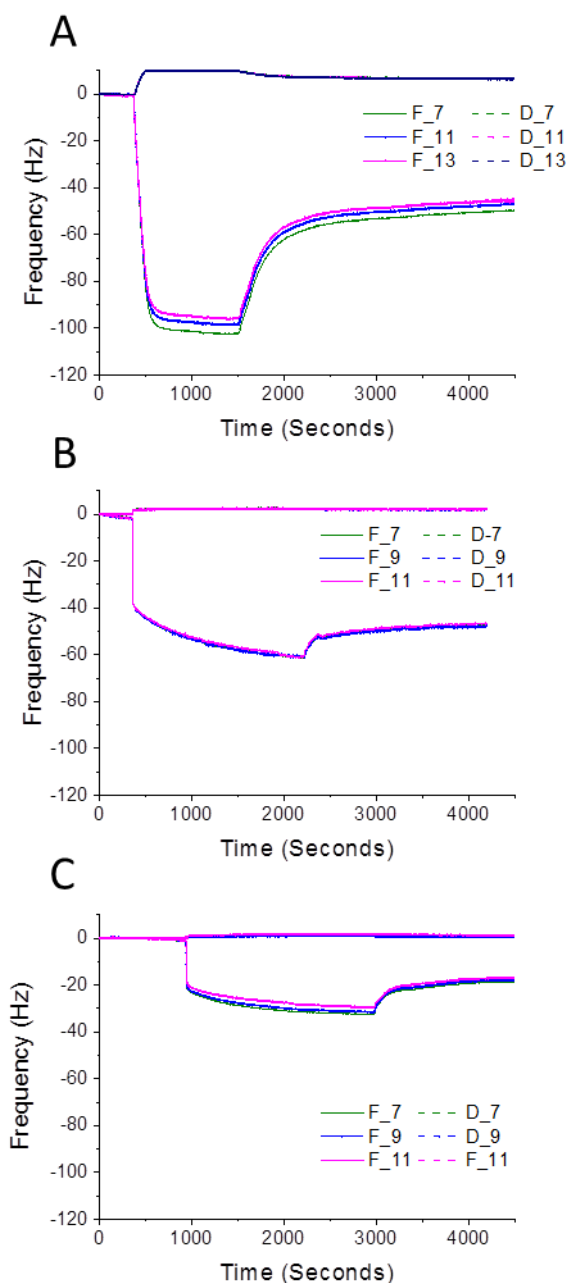 A
0
-20
-40
-60
-80
-100
-120
Frequency (Hz)
F_7 D_7
F_11 D_11
F_13 D_13
0 1000 2000 3000 4000
Time (Seconds)
B
0
-20
-40
-60
-80
-100
-120
Frequency (Hz)
F_7 D-7
F_9 D_9
F_11 D_11
0 1000 2000 3000 4000
Time (Seconds)
C
0
-20
-40
-60
-80
-100
-120
Frequency (Hz)
F_7 D_7
F_9 D_9
F_11 F_11
0 1000 2000 3000 4000
Time (Seconds)